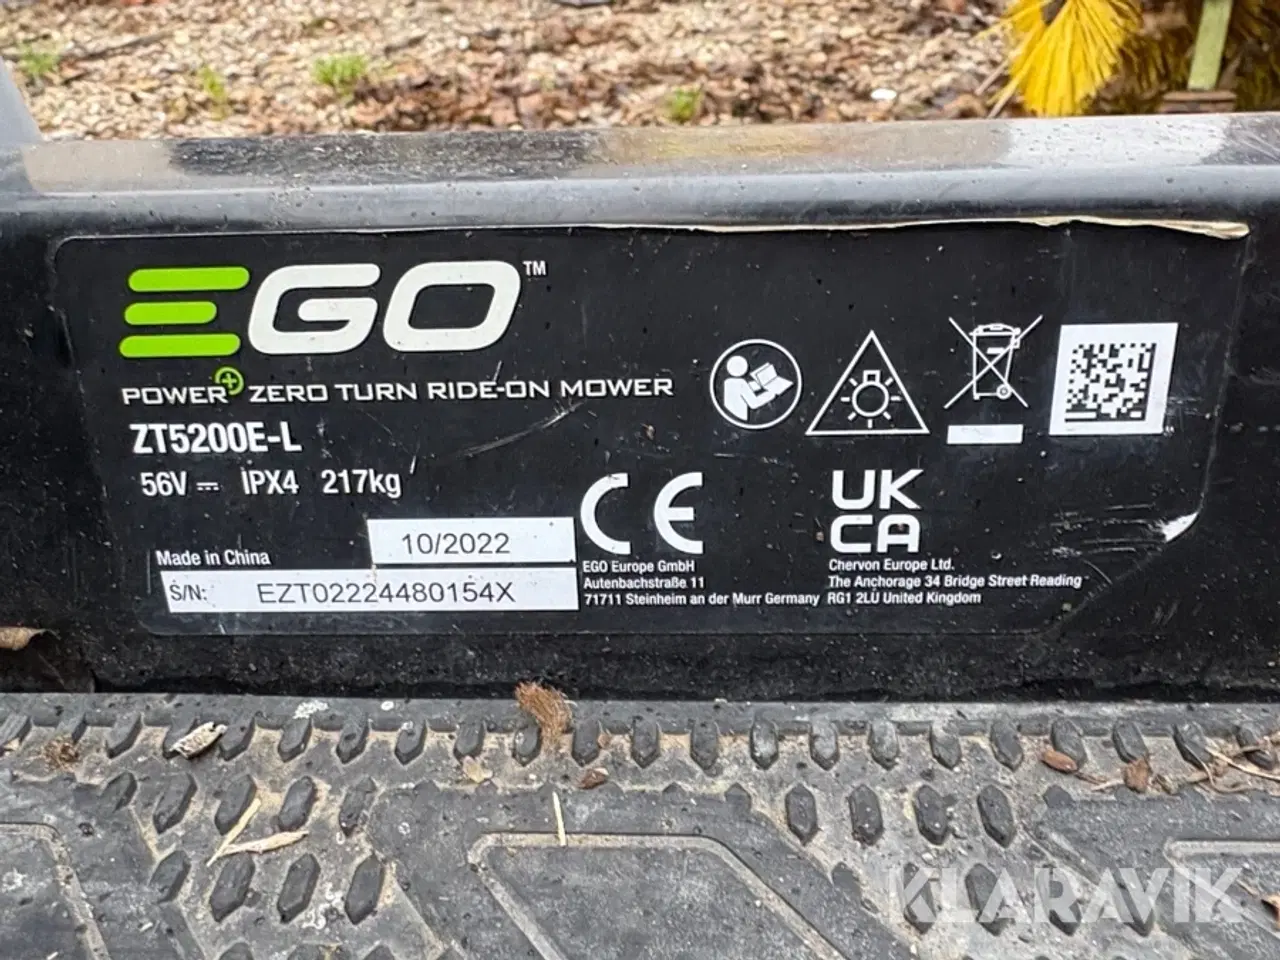 EGO™
POWER+ ZERO TURN RIDE-ON MOWER
ZT5200E-L
56V ⎓ IPX4 217kg
Made in China
10/2022
S/N: EZT02224480154X
CE
EGO Europe GmbH
Autenbachstraße 11
71711 Steinheim an der Murr Germany
UK
CA
Chervon Europe Ltd.
The Anchorage 34 Bridge Street Reading
RG1 2LU United Kingdom
KLARAVIK